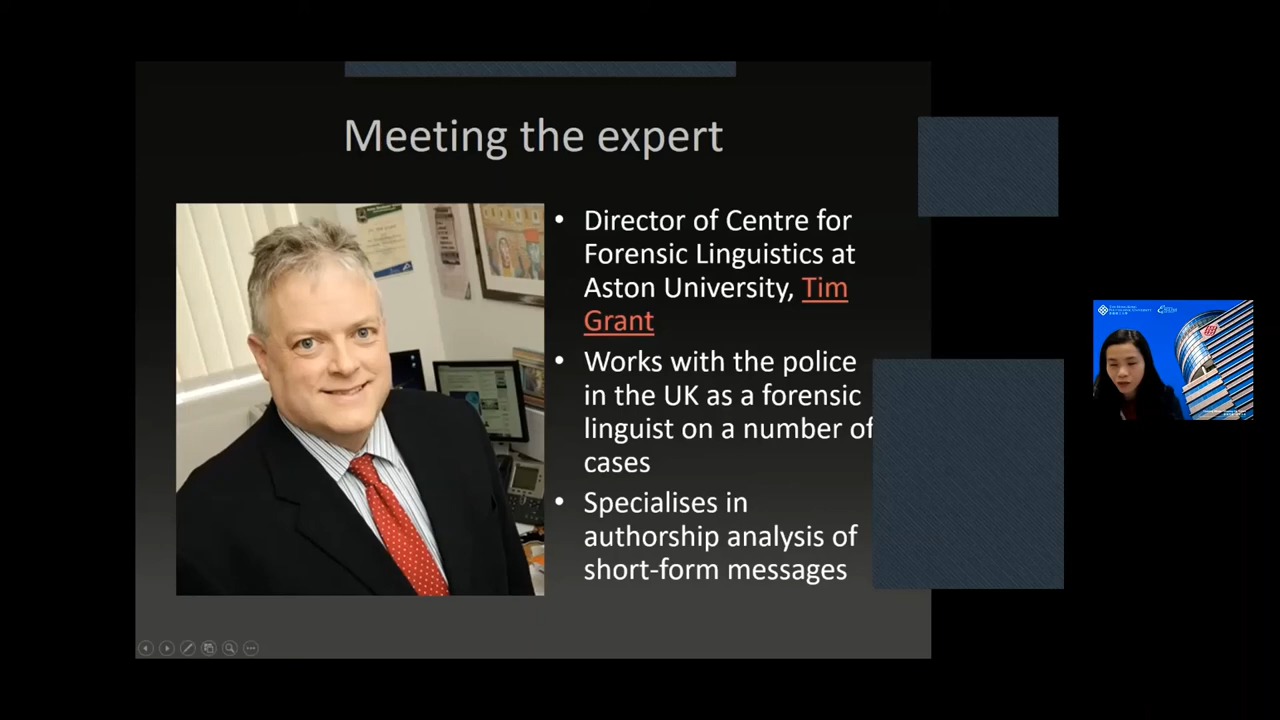 Meeting the expert
• Director of Centre for
Forensic Linguistics at
Aston University, Tim
Grant
• Works with the police
in the UK as a forensic
linguist on a number of
cases
• Specialises in
authorship analysis of
short-form messages